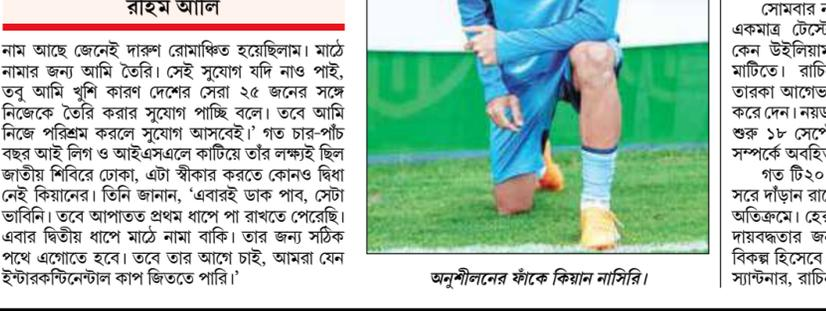 রহিম আলি
নাম আছে জেনেই দারুণ রোমাঞ্চিত হয়েছিলাম। মাঠে
নামার জন্য আমি তৈরি। সেই সুযোগ যদি নাও পাই,
তবু আমি খুশি কারণ দেশের সেরা ২৫ জনের সঙ্গে
নিজেকে তৈরি করার সুযোগ পাচ্ছি বলে। তবে আমি
নিজে পরিশ্রম করলে সুযোগ আসবেই।’ গত চার-পাঁচ
বছর আই লিগ ও আইএসএলে কাটিয়ে তাঁর লক্ষ্যই ছিল
জাতীয় শিবিরে ঢোকা, এটা স্বীকার করতে কোনও দ্বিধা
নেই কিয়ানের। তিনি জানান, ‘এবারই ডাক পাব, সেটা
ভাবিনি। তবে আপাতত প্রথম ধাপে পা রাখতে পেরেছি।
এবার দ্বিতীয় ধাপে মাঠে নামা বাকি। তার জন্য সঠিক
পথে এগোতে হবে। তবে তার আগে চাই, আমরা যেন
ইন্টারকন্টিনেন্টাল কাপ জিততে পারি।’
অনুশীলনের ফাঁকে কিয়ান নাসিরি।
সোমবার
একমাত্র টেস্টে
কেন উইলিয়াম
মাটিতে। রাচি
তারকা আগেভ
করে দেন। নয়ড
শুরু ১৮ সেপ্টে
সম্পর্কে অবহিত
গত টি২০
সরে দাঁড়ান
অতিক্রমে। হের
দায়বদ্ধতার জন
বিকল্প হিসেবে
স্যান্টনার, রাচিন